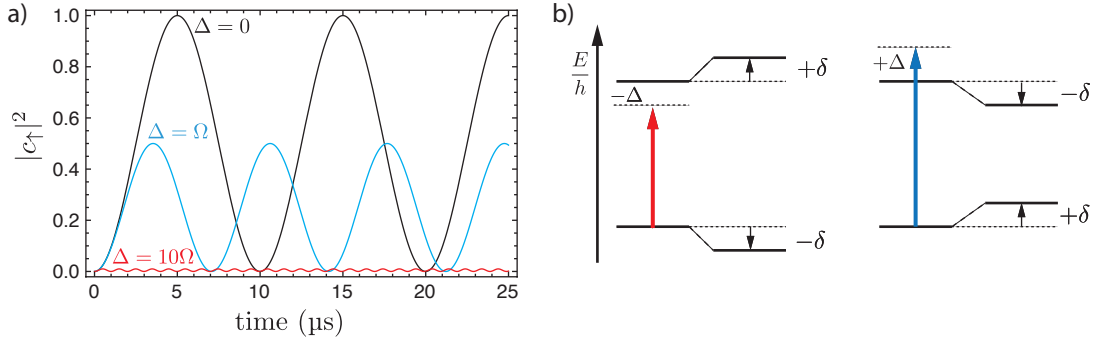 a)
|c↑|²
1.0
0.8
0.6
0.4
0.2
0.0
Δ = 0
Δ = Ω
Δ = 10Ω
0
5
10
15
20
25
time (µs)
b)
E
h
−Δ
+δ
−δ
+Δ
−δ
+δ